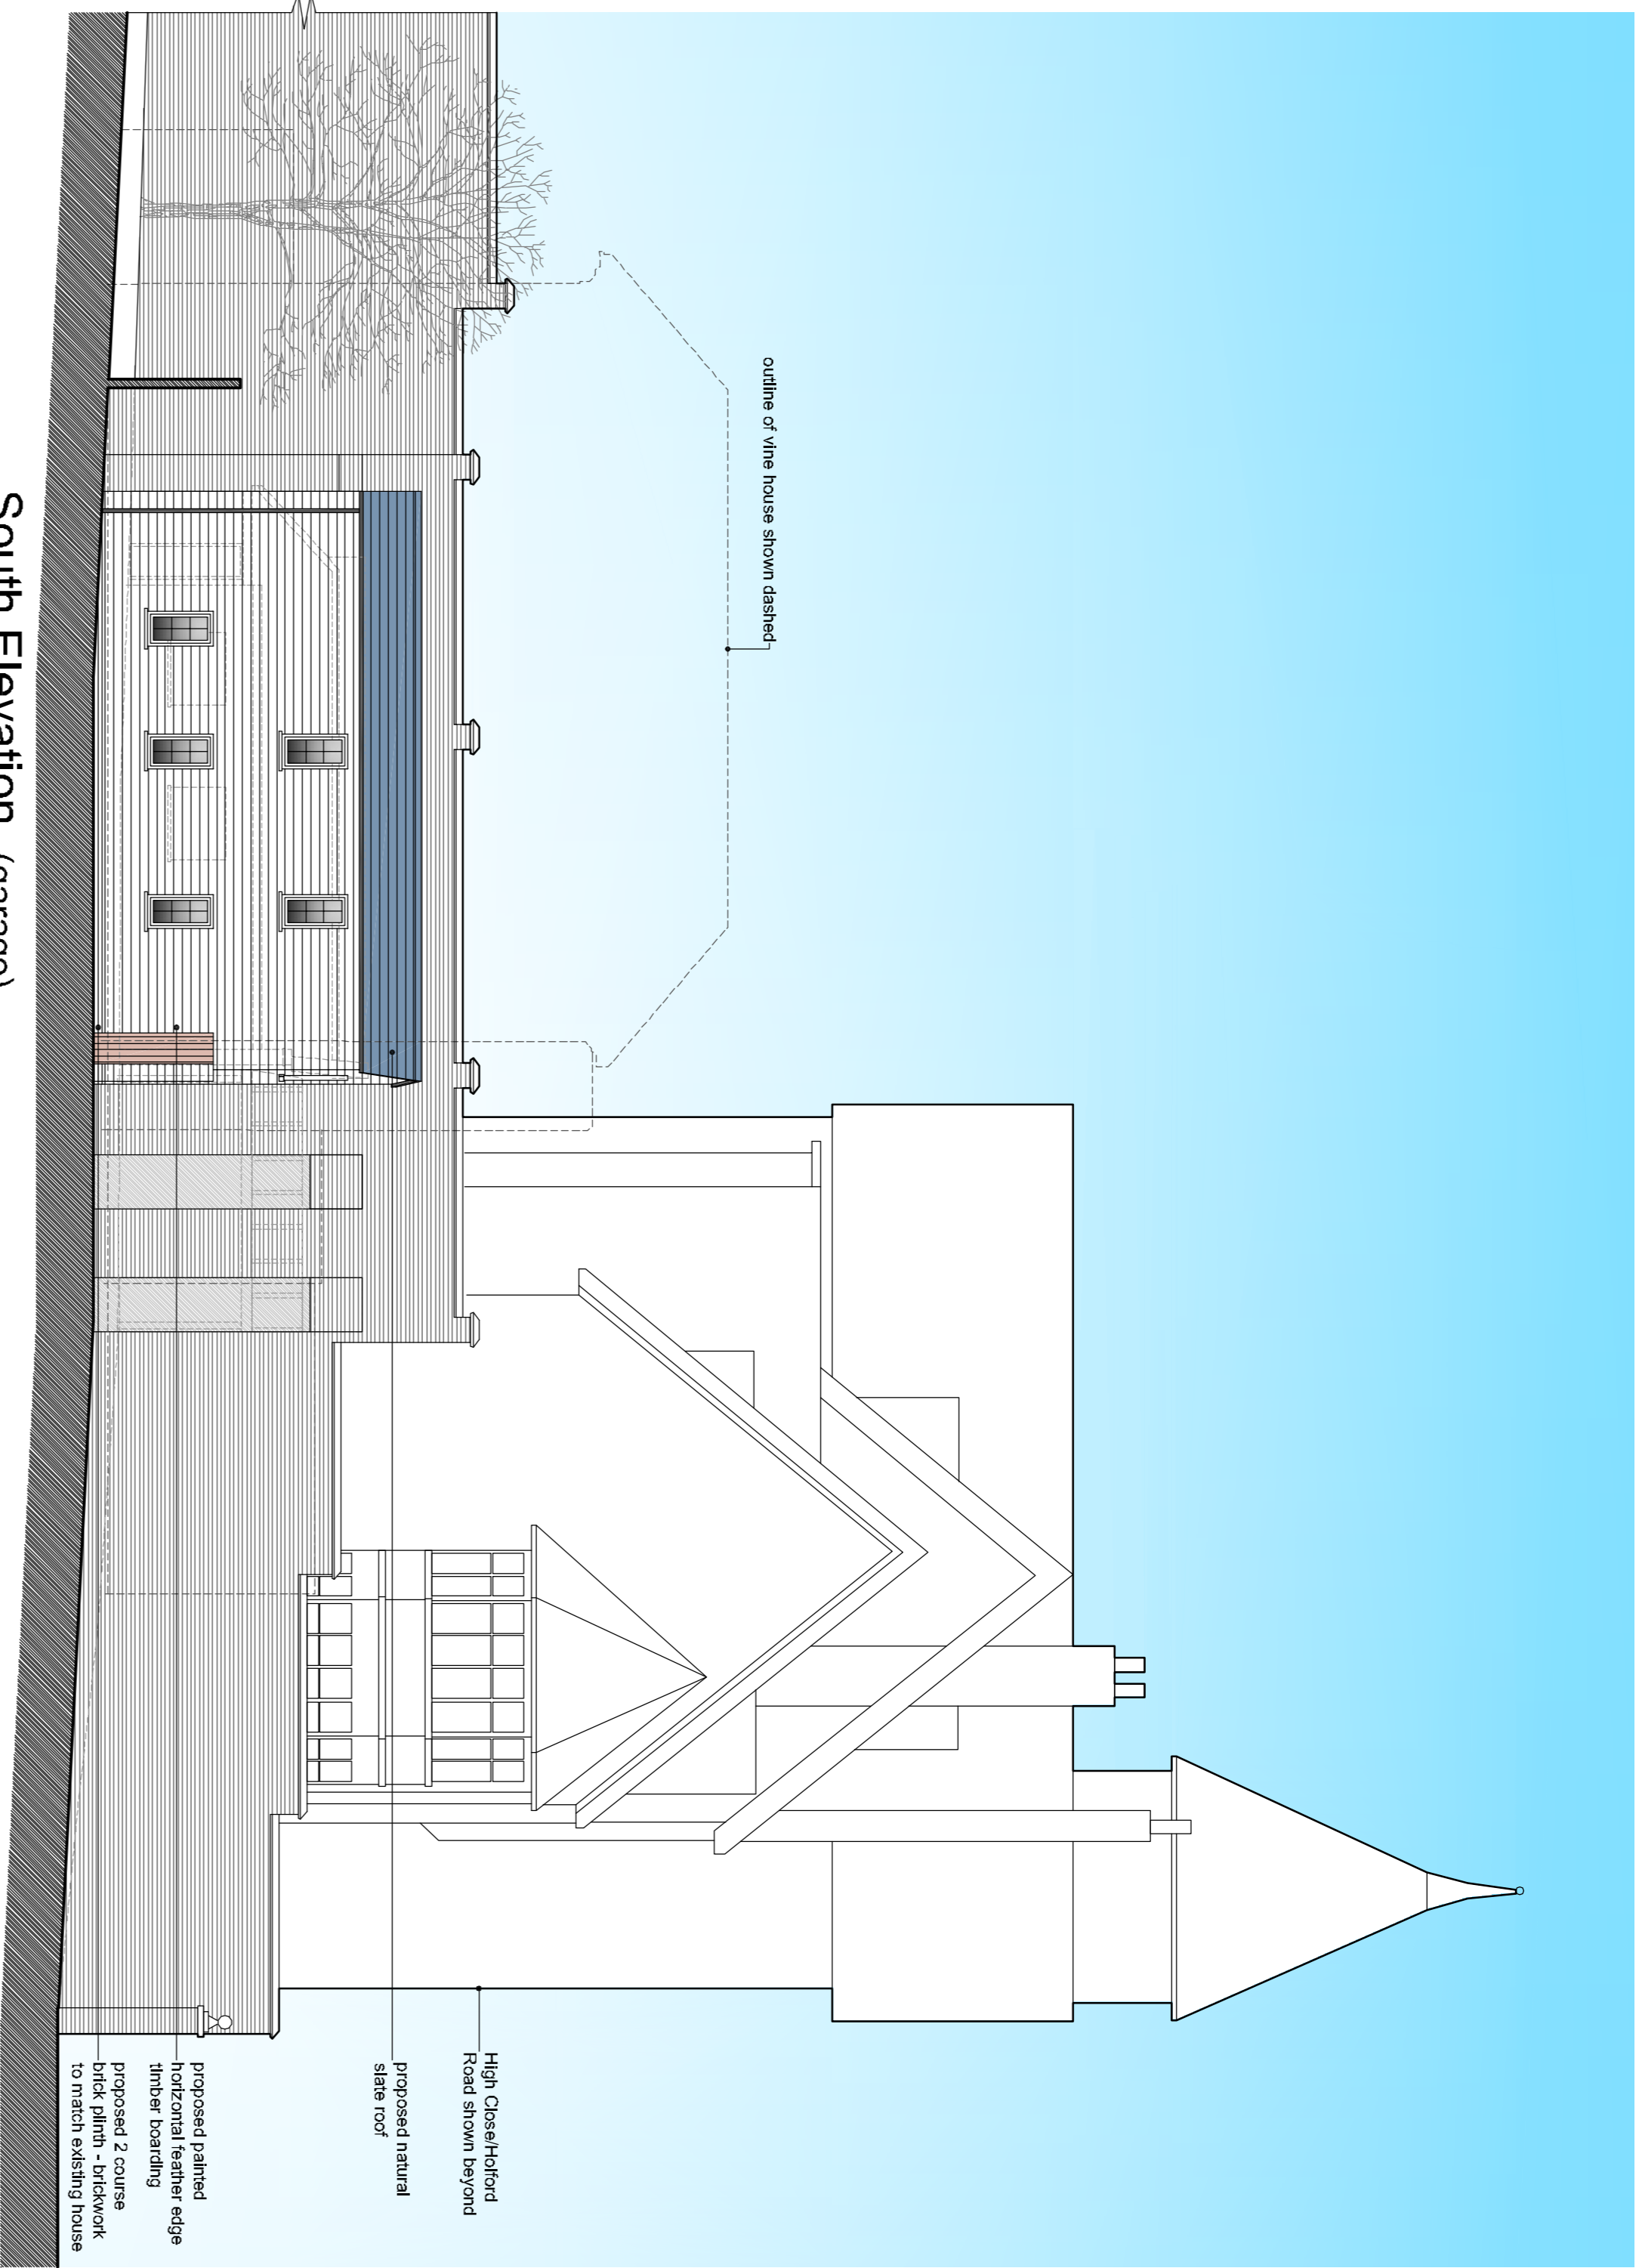 outline of vine house shown dashed
High Close/Holford
Road shown beyond
proposed natural
slate roof
proposed painted
horizontal feather edge
timber boarding
proposed 2 course
brick plinth - brickwork
to match existing house
South Elevation (garage)